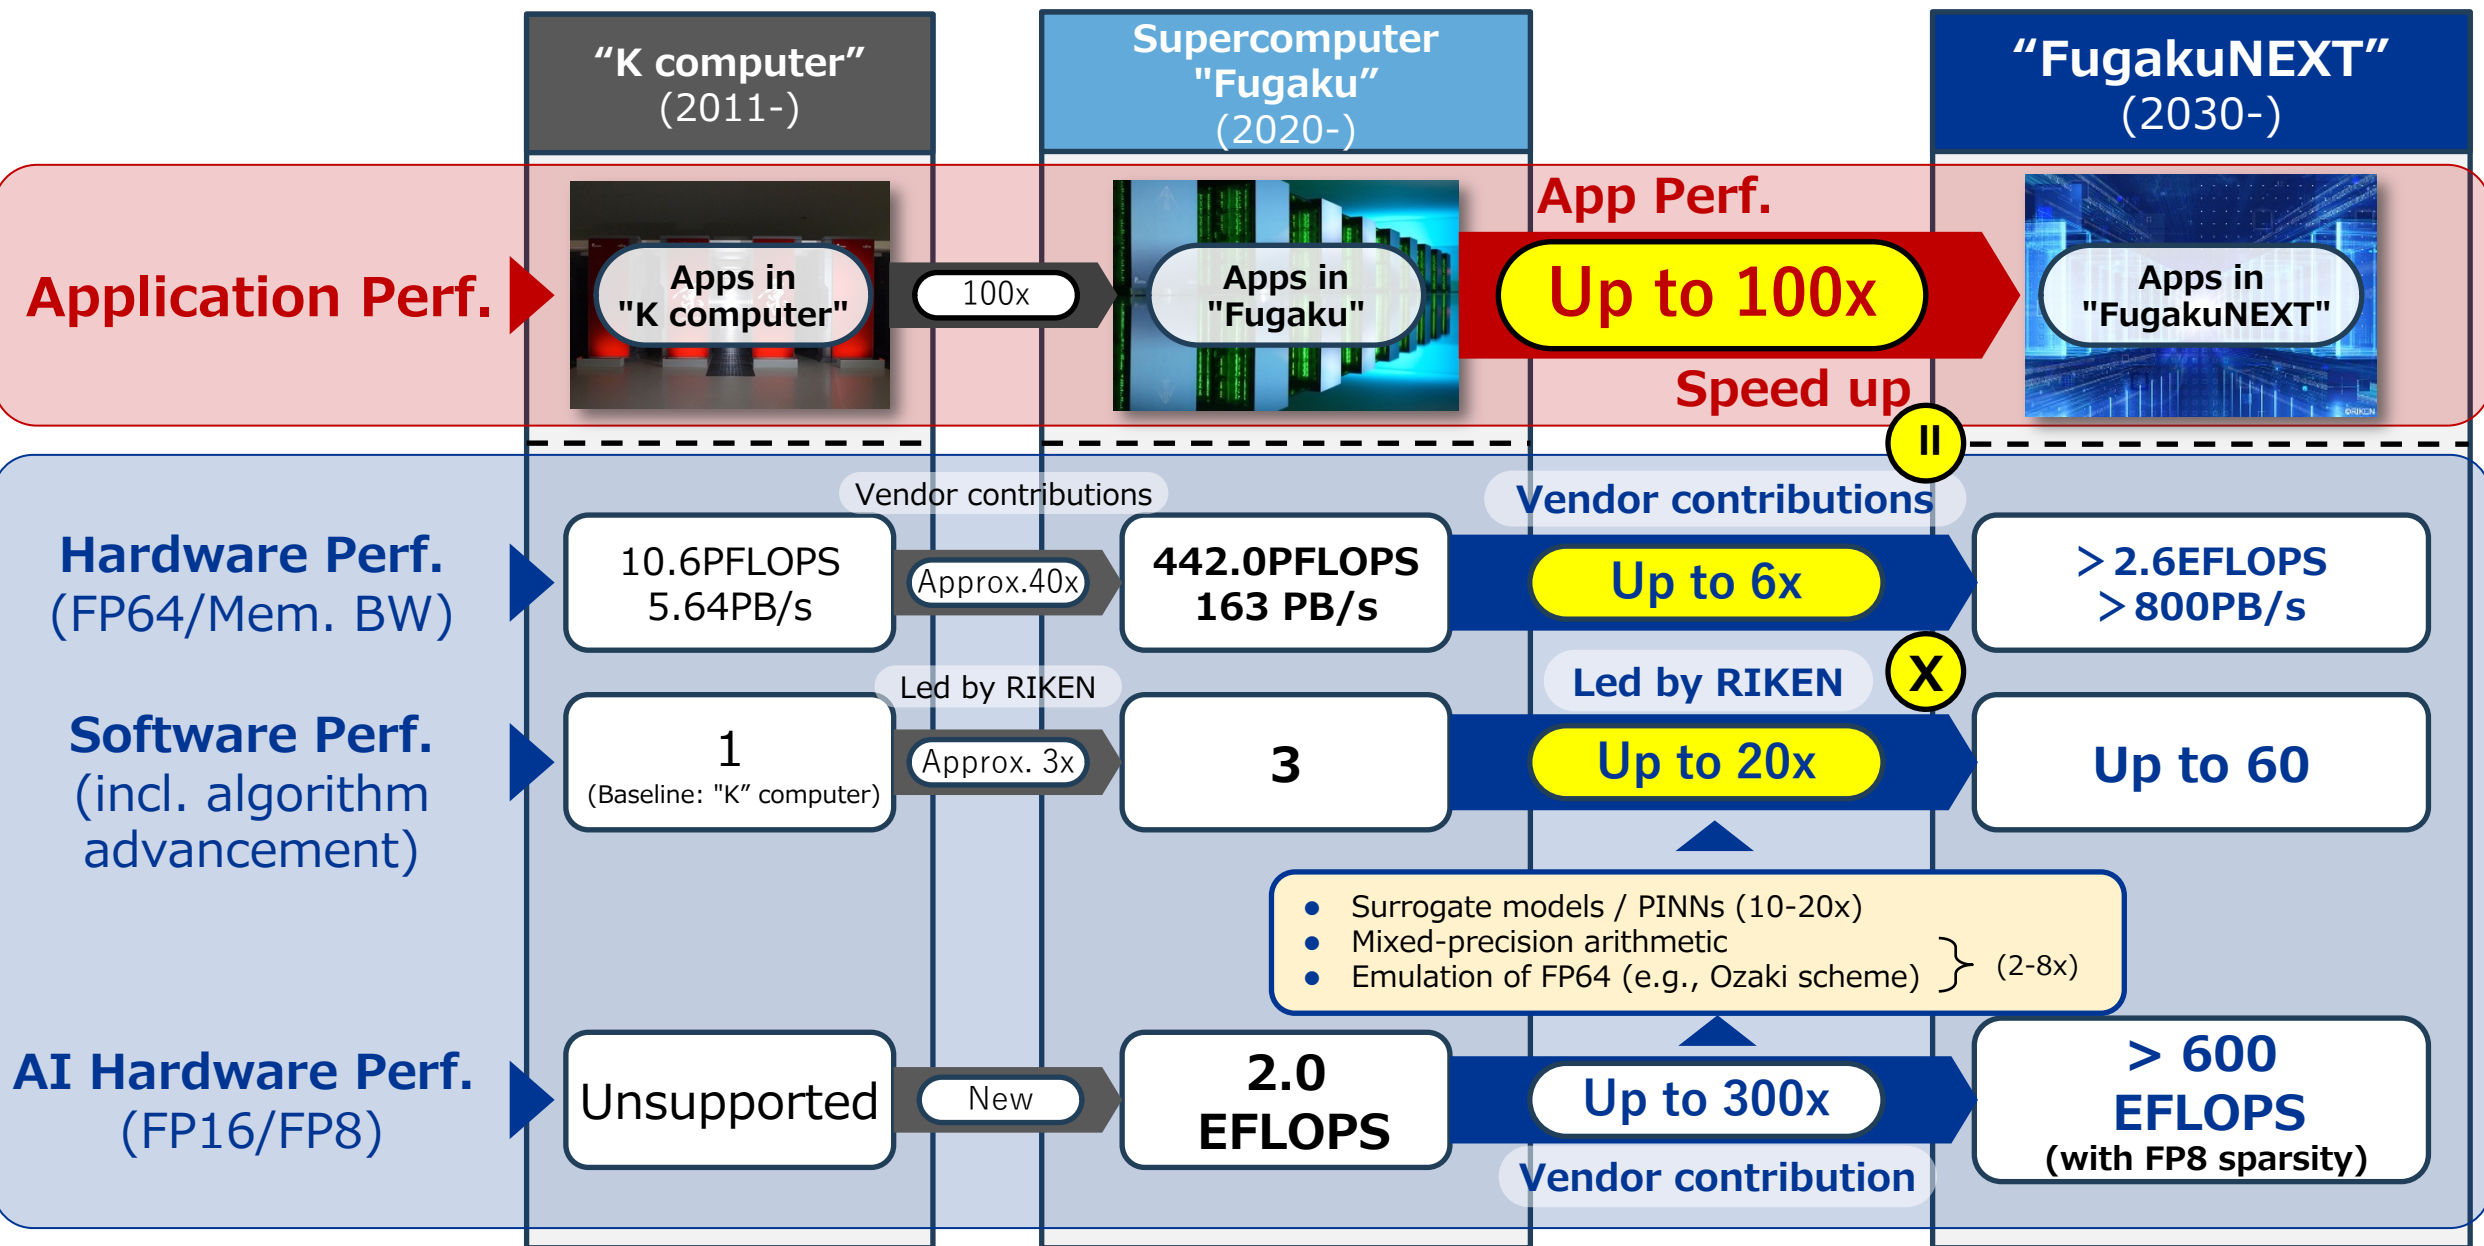 “K computer”
(2011-)
Supercomputer
"Fugaku”
(2020-)
“FugakuNEXT”
(2030-)
Application Perf.
Apps in
"K computer"
100x
Apps in
"Fugaku"
App Perf.
Up to 100x
Speed up
Apps in
"FugakuNEXT"
©RIKEN
=
Hardware Perf.
(FP64/Mem. BW)
10.6PFLOPS
5.64PB/s
Vendor contributions
Approx.40x
442.0PFLOPS
163 PB/s
Vendor contributions
Up to 6x
＞2.6EFLOPS
＞800PB/s
X
Software Perf.
(incl. algorithm
advancement)
1
(Baseline: "K” computer)
Led by RIKEN
Approx. 3x
3
Led by RIKEN
Up to 20x
Up to 60
● Surrogate models / PINNs (10-20x)
● Mixed-precision arithmetic
● Emulation of FP64 (e.g., Ozaki scheme)
(2-8x)
AI Hardware Perf.
(FP16/FP8)
Unsupported
New
2.0
EFLOPS
Up to 300x
Vendor contribution
> 600
EFLOPS
(with FP8 sparsity)